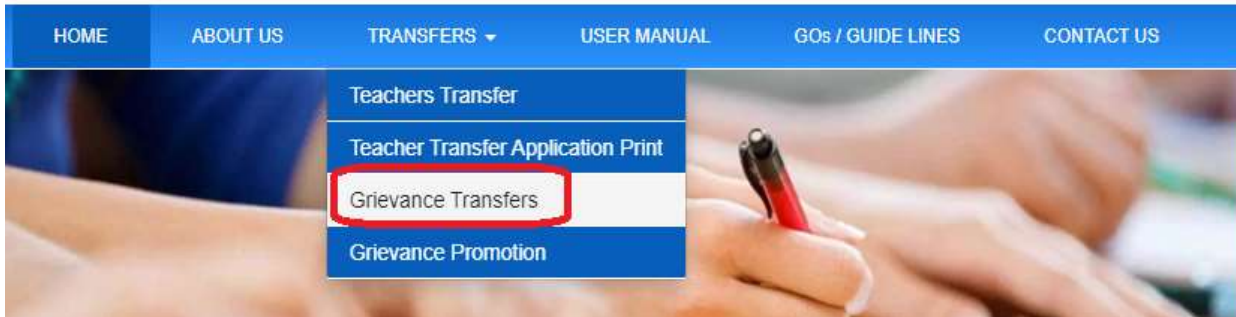 HOME ABOUT US TRANSFERS USER MANUAL GOs / GUIDE LINES CONTACT US
Teachers Transfer
Teacher Transfer Application Print
Grievance Transfers
Grievance Promotion